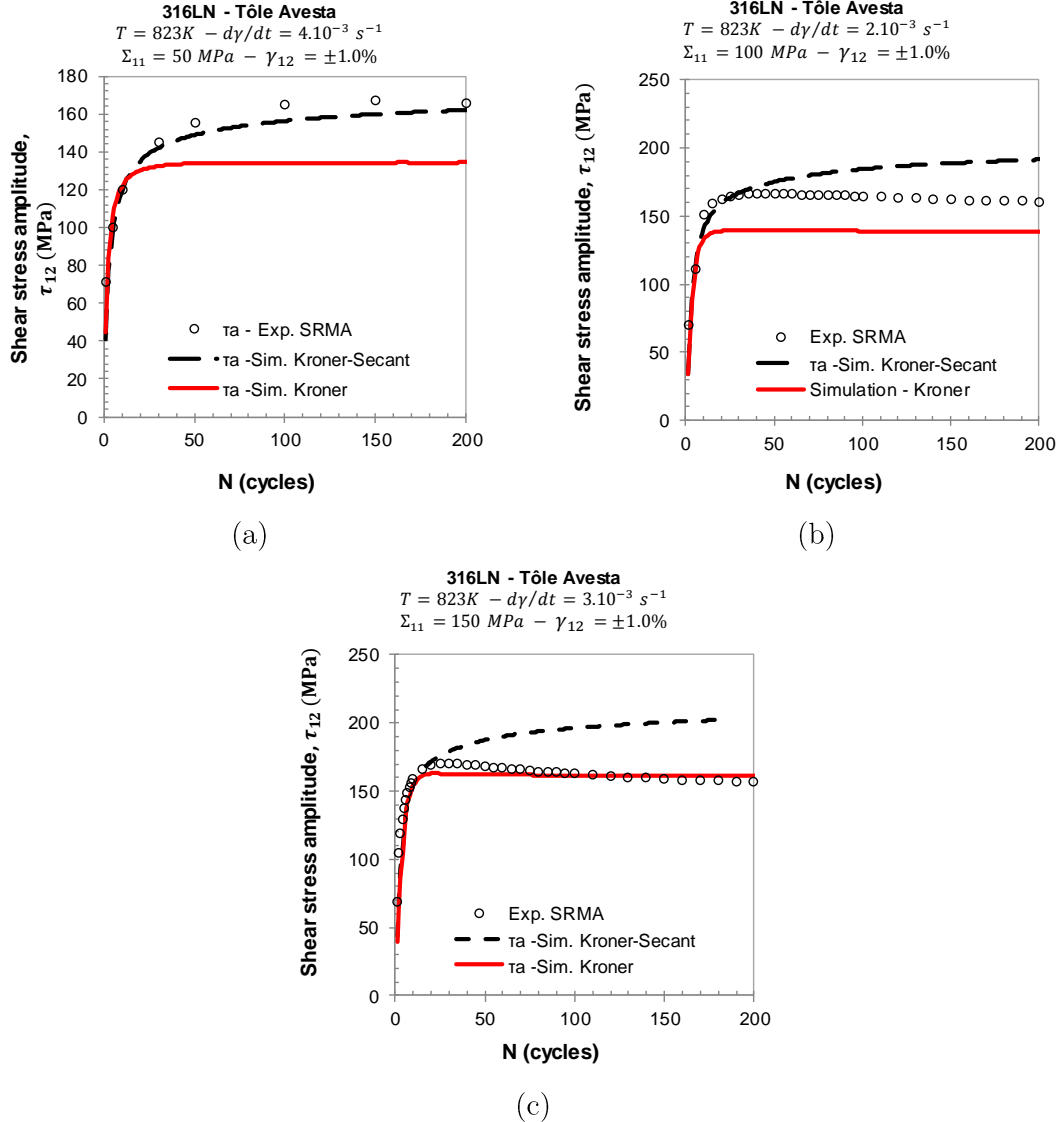 316LN - Tôle Avesta
T = 823K − dγ/dt = 4.10⁻³ s⁻¹
Σ₁₁ = 50 MPa − γ₁₂ = ±1.0%
Shear stress amplitude,
τ₁₂ (MPa)
180
160
140
120
100
80
60
40
20
0
τa - Exp. SRMA
τa -Sim. Kroner-Secant
τa -Sim. Kroner
0 50 100 150 200
N (cycles)
(a)
316LN - Tôle Avesta
T = 823K − dγ/dt = 2.10⁻³ s⁻¹
Σ₁₁ = 100 MPa − γ₁₂ = ±1.0%
Shear stress amplitude, τ₁₂ (MPa)
250
200
150
100
50
0
Exp. SRMA
τa -Sim. Kroner-Secant
Simulation - Kroner
0 50 100 150 200
N (cycles)
(b)
316LN - Tôle Avesta
T = 823K − dγ/dt = 3.10⁻³ s⁻¹
Σ₁₁ = 150 MPa − γ₁₂ = ±1.0%
Shear stress amplitude, τ₁₂ (MPa)
250
200
150
100
50
0
Exp. SRMA
τa -Sim. Kroner-Secant
τa -Sim. Kroner
0 50 100 150 200
N (cycles)
(c)